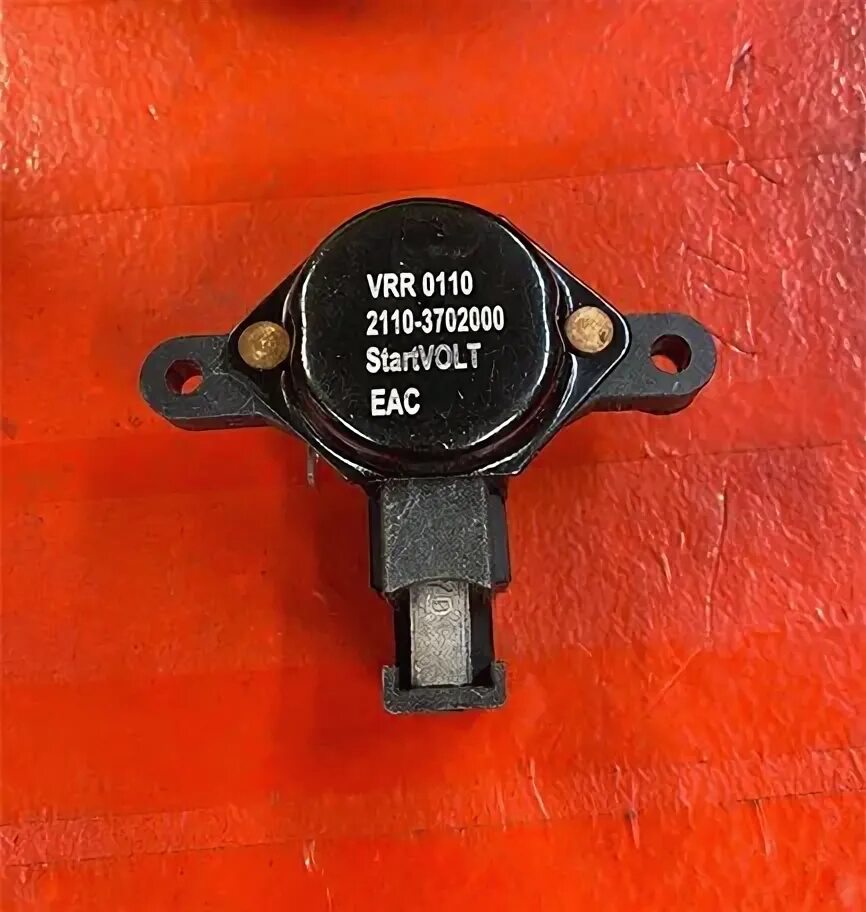 VRR 0110
2110-3702000
StartVOLT
EAC